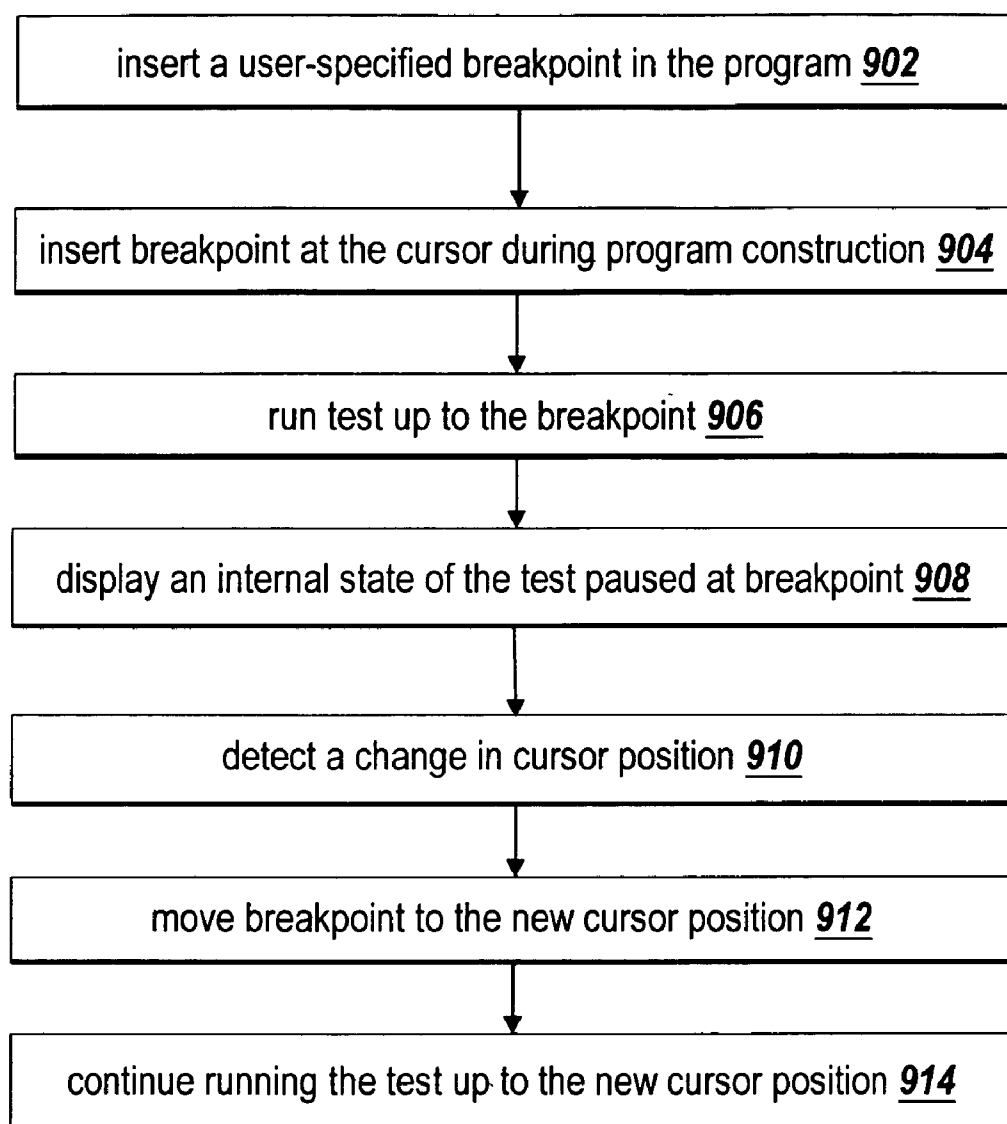 insert a user-specified breakpoint in the program 902
insert breakpoint at the cursor during program construction 904
run test up to the breakpoint 906
display an internal state of the test paused at breakpoint 908
detect a change in cursor position 910
move breakpoint to the new cursor position 912
continue running the test up to the new cursor position 914